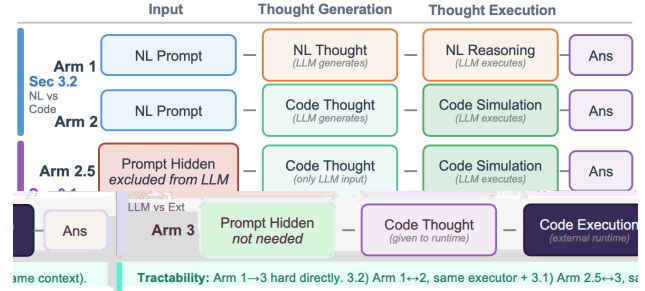 Input Thought Generation Thought Execution
Arm 1 NL Prompt NL Thought NL Reasoning Ans
(LLM generates) (LLM executes)
Sec 3.2
NL vs
Code
Arm 2 NL Prompt Code Thought Code Simulation Ans
(LLM generates) (LLM executes)
Arm 2.5 Prompt Hidden Code Thought Code Simulation Ans
excluded from LLM (only LLM input) (LLM executes)
LLM vs Ext
Ans Arm 3 Prompt Hidden Code Thought Code Execution
not needed (given to runtime) (external runtime)
ame context). Tractability: Arm 1→3 hard directly. 3.2) Arm 1↔2, same executor + 3.1) Arm 2.5↔3, sa